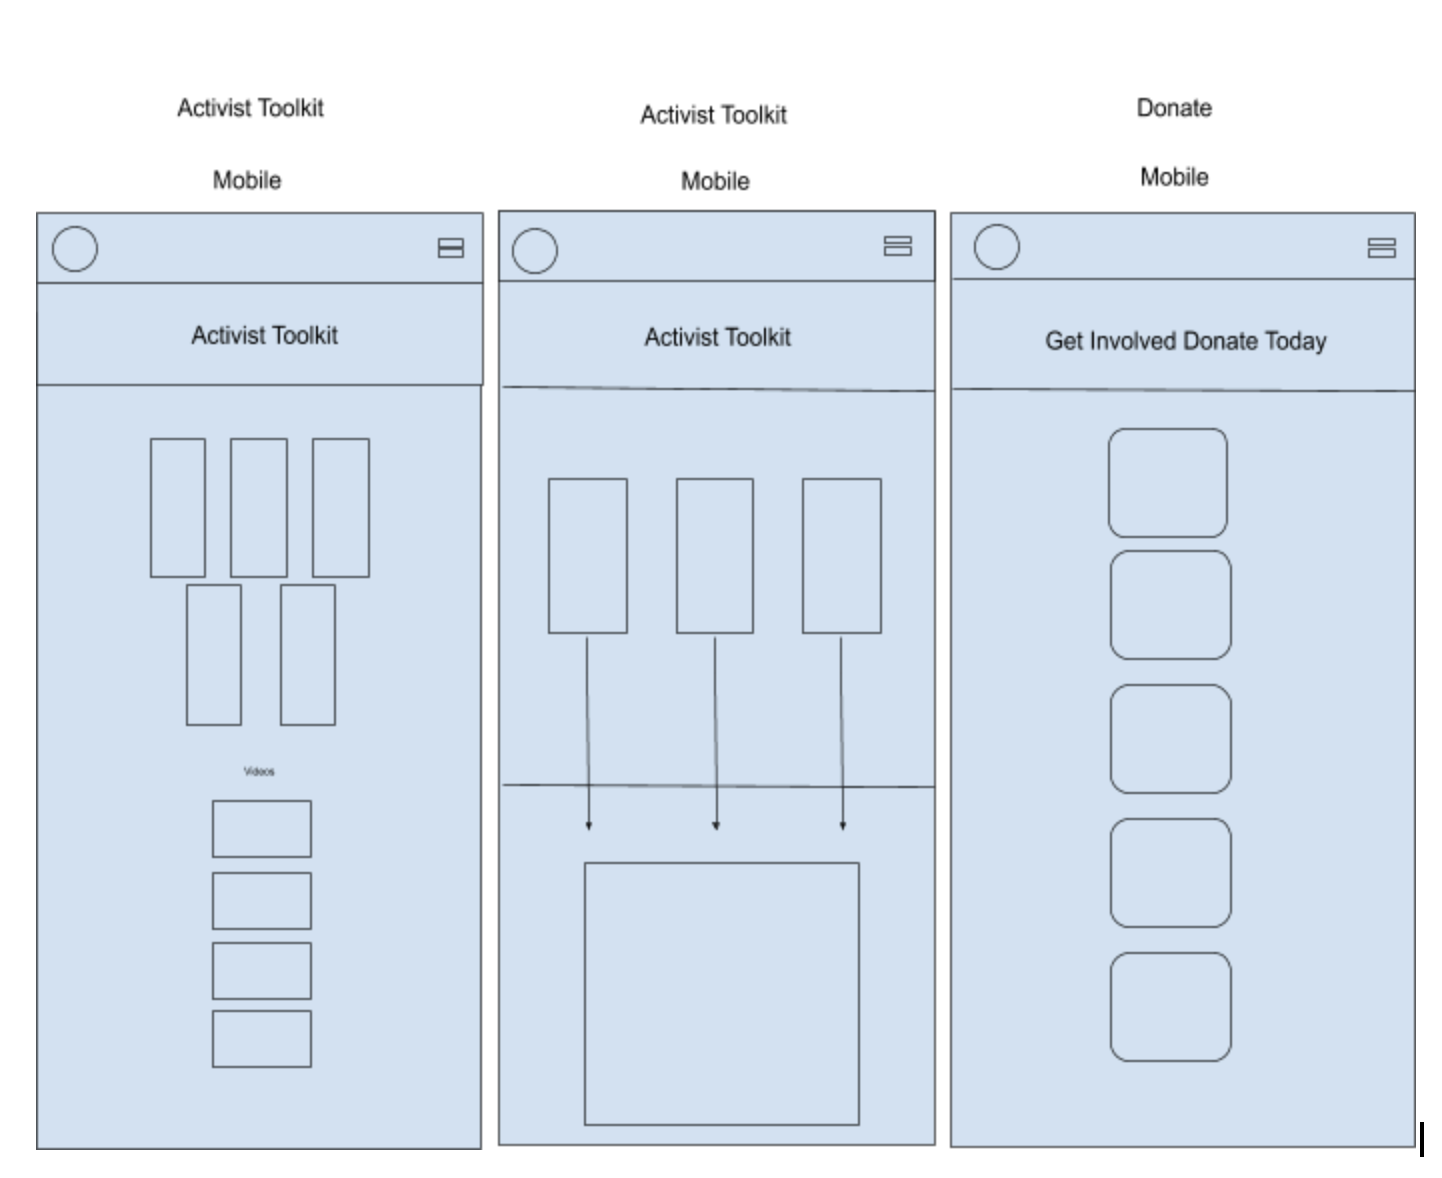 Activist Toolkit
Mobile
Activist Toolkit
Videos
Activist Toolkit
Mobile
Activist Toolkit
Donate
Mobile
Get Involved Donate Today